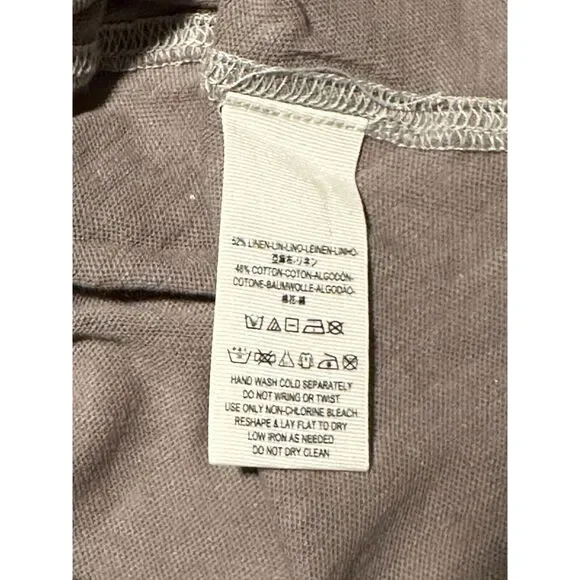 52% LINEN-LIN-LINO-LEINEN-LINHO-
亞麻布-リネン
48% COTTON-COTON-ALGODÓN-
COTONE-BAUMWOLLE-ALGODÃO-
棉花-綿
HAND WASH COLD SEPARATELY
DO NOT WRING OR TWIST
USE ONLY NON-CHLORINE BLEACH
RESHAPE & LAY FLAT TO DRY
LOW IRON AS NEEDED
DO NOT DRY CLEAN